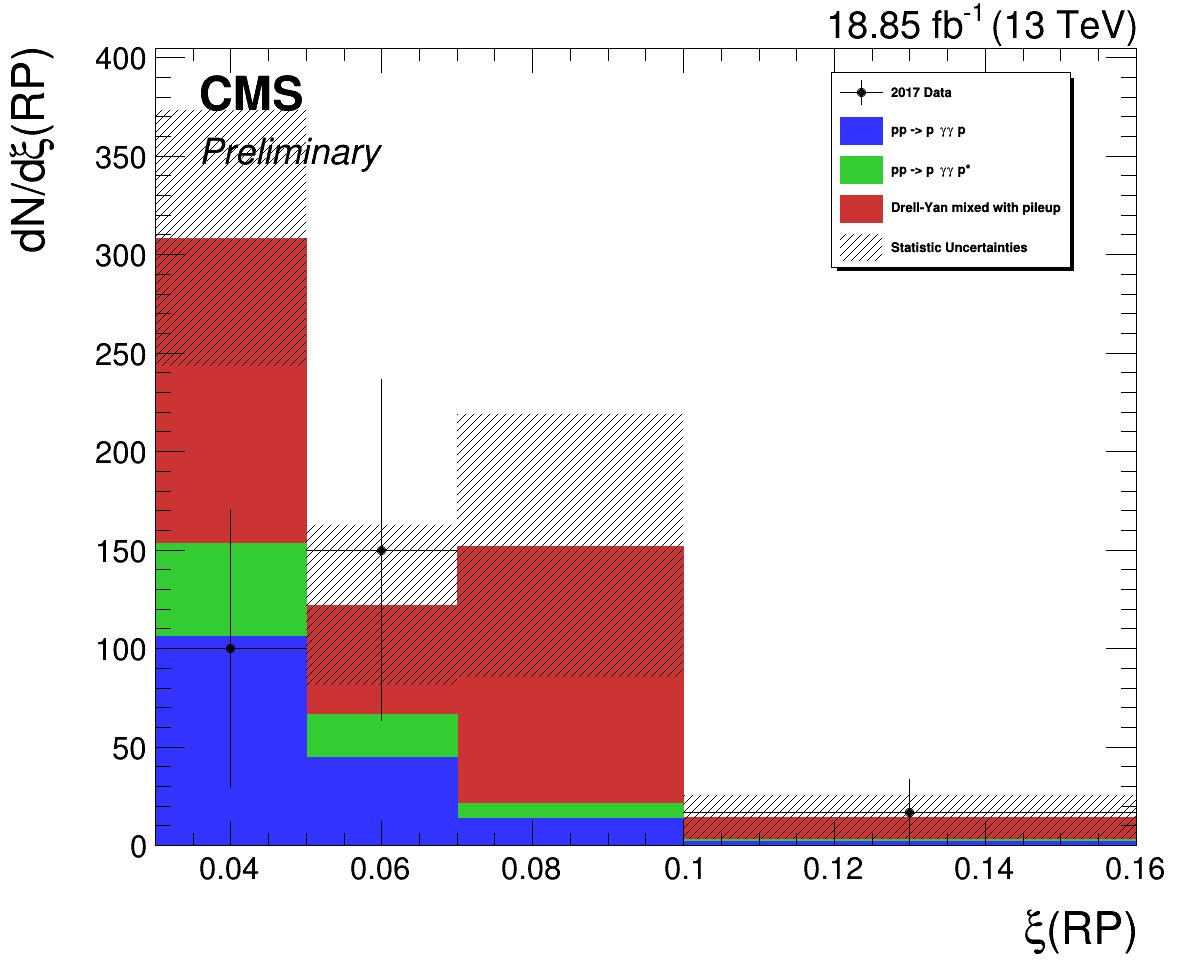 18.85 fb-1 (13 TeV)
dN/dξ(RP)
CMS
Preliminary
2017 Data
pp -> p γγ p
pp -> p γγ p*
Drell-Yan mixed with pileup
Statistic Uncertainties
400
350
300
250
200
150
100
50
0
0.04 0.06 0.08 0.1 0.12 0.14 0.16
ξ(RP)